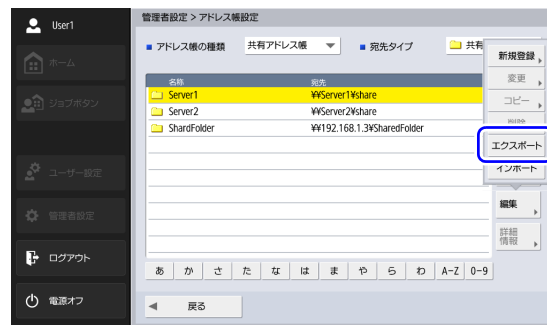 User1
ホーム
ジョブボタン
ユーザー設定
管理者設定
ログアウト
電源オフ
管理者設定 > アドレス帳設定
■ アドレス帳の種類 共有アドレス帳 ▼ ■ 宛先タイプ 共有
名称 宛先
Server1 ¥¥Server1¥share
Server2 ¥¥Server2¥share
ShardFolder ¥¥192.168.1.3¥SharedFolder
新規登録
変更
コピー
削除
エクスポート
インポート
編集
詳細
情報
あ か さ た な は ま や ら わ A-Z 0-9
戻る